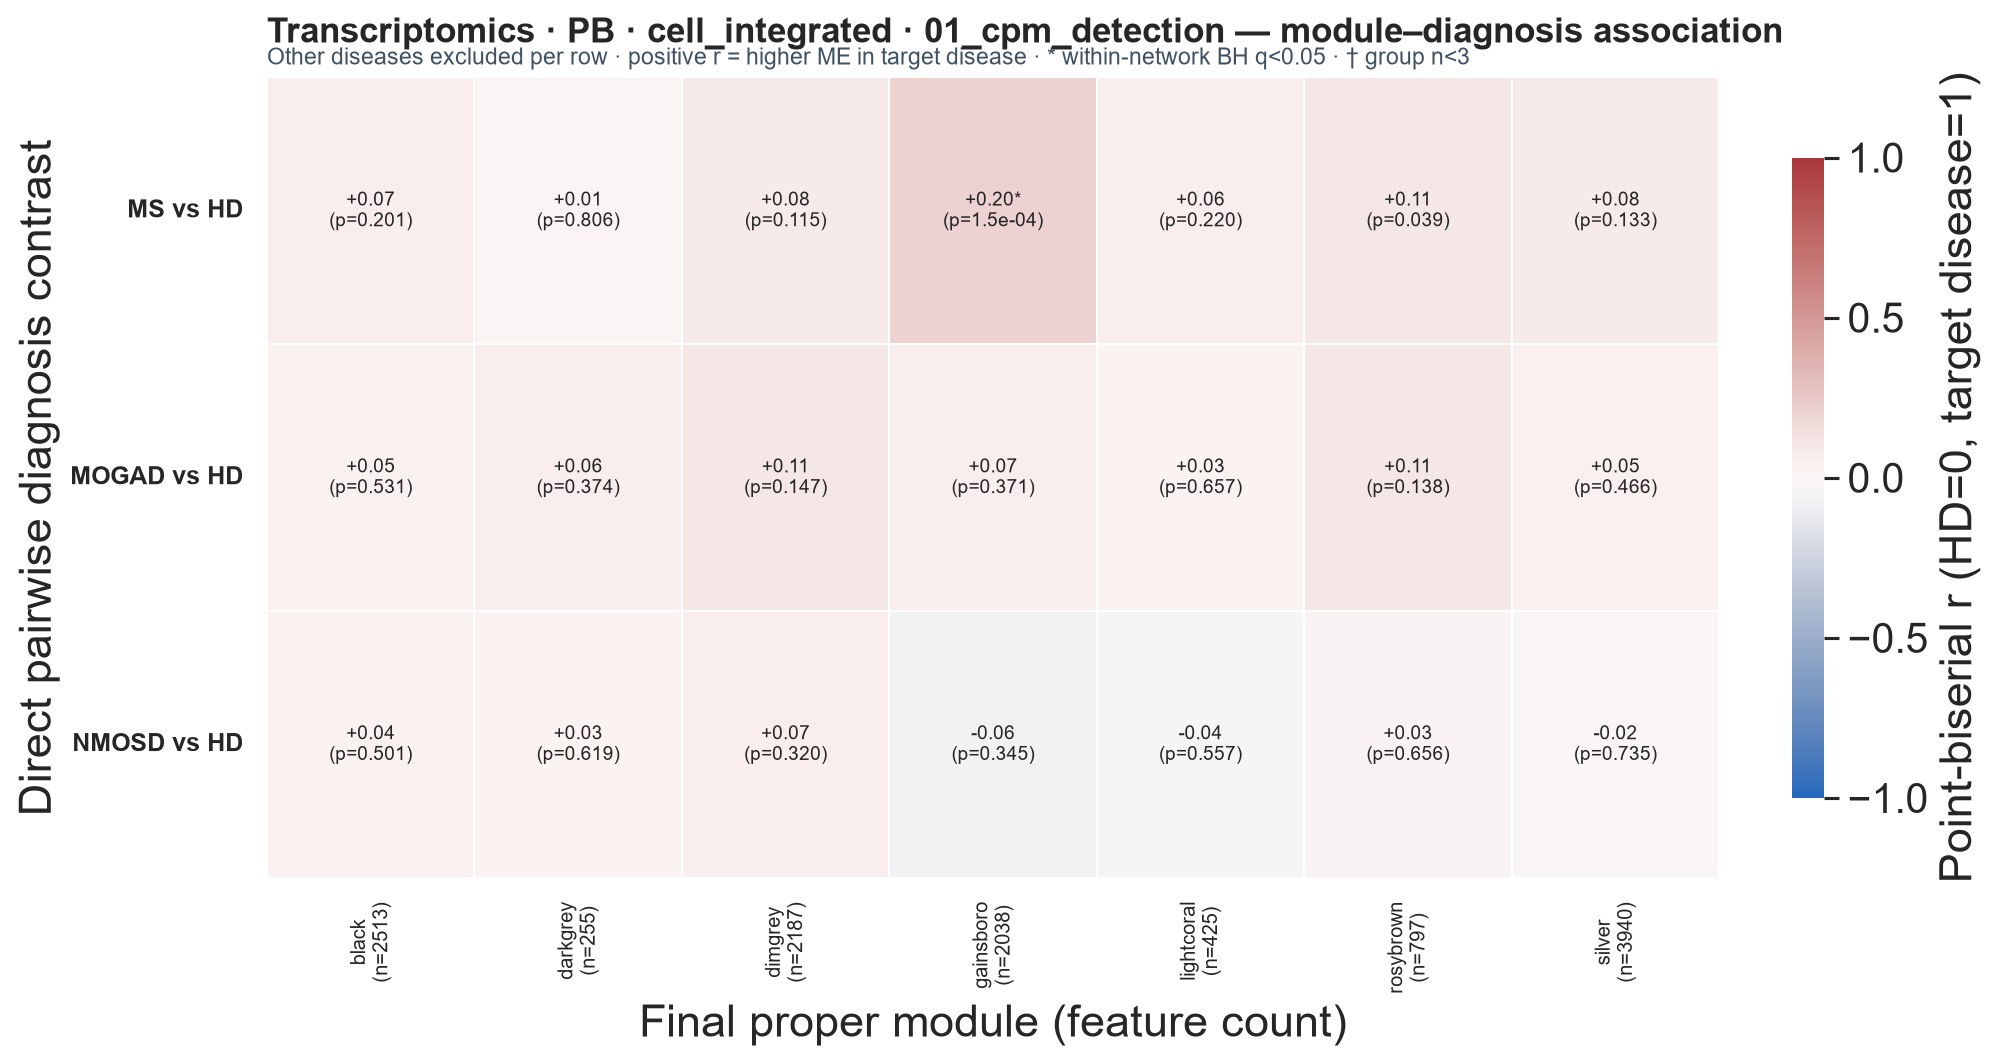 Transcriptomics · PB · cell_integrated · 01_cpm_detection — module–diagnosis association
Other diseases excluded per row · positive r = higher ME in target disease · * within-network BH q<0.05 · † group n<3
Direct pairwise diagnosis contrast
MS vs HD
+0.07
(p=0.201)
+0.01
(p=0.806)
+0.08
(p=0.115)
+0.20*
(p=1.5e-04)
+0.06
(p=0.220)
+0.11
(p=0.039)
+0.08
(p=0.133)
MOGAD vs HD
+0.05
(p=0.531)
+0.06
(p=0.374)
+0.11
(p=0.147)
+0.07
(p=0.371)
+0.03
(p=0.657)
+0.11
(p=0.138)
+0.05
(p=0.466)
NMOSD vs HD
+0.04
(p=0.501)
+0.03
(p=0.619)
+0.07
(p=0.320)
-0.06
(p=0.345)
-0.04
(p=0.557)
+0.03
(p=0.656)
-0.02
(p=0.735)
black
(n=2513)
darkgrey
(n=255)
dimgrey
(n=2187)
gainsboro
(n=2038)
lightcoral
(n=425)
rosybrown
(n=797)
silver
(n=3940)
Final proper module (feature count)
1.0
0.5
0.0
−0.5
−1.0
Point-biserial r (HD=0, target disease=1)